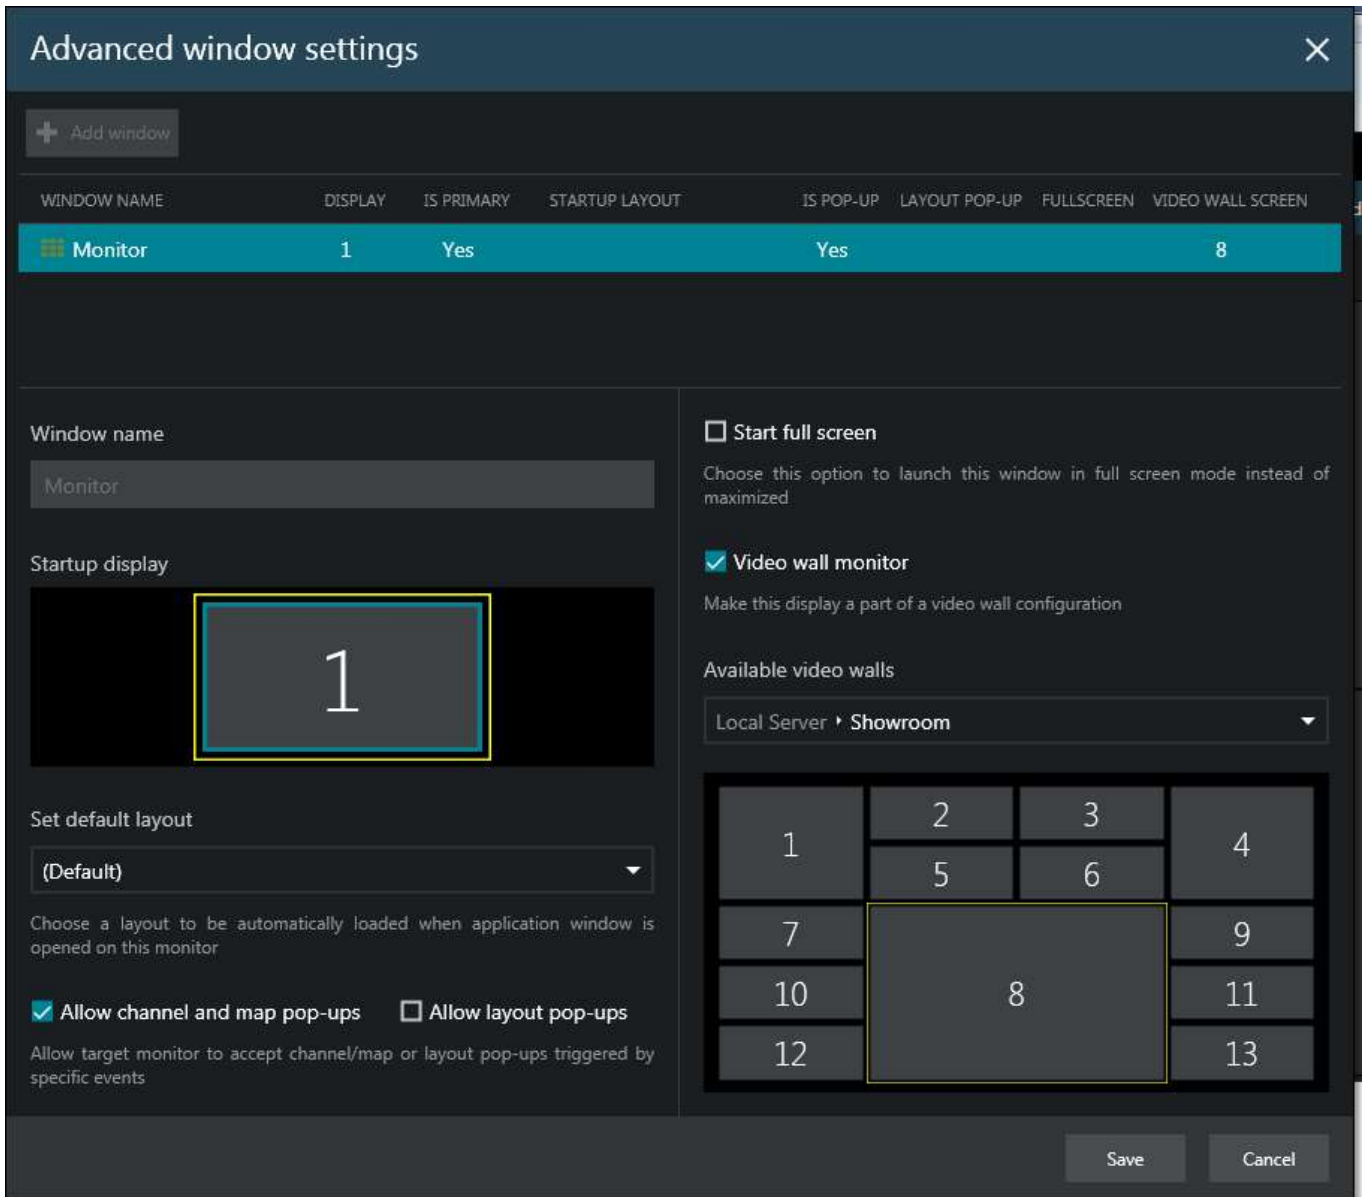 Advanced window settings
Add window
WINDOW NAME DISPLAY IS PRIMARY STARTUP LAYOUT IS POP-UP LAYOUT POP-UP FULLSCREEN VIDEO WALL SCREEN
Monitor 1 Yes Yes 8
Window name
Monitor
Startup display
1
Set default layout
(Default)
Choose a layout to be automatically loaded when application window is
opened on this monitor
Allow channel and map pop-ups Allow layout pop-ups
Allow target monitor to accept channel/map or layout pop-ups triggered by
specific events
Start full screen
Choose this option to launch this window in full screen mode instead of
maximized
Video wall monitor
Make this display a part of a video wall configuration
Available video walls
Local Server ‣ Showroom
1 2 3 4
5 6
7 8 9
10 11
12 13
Save Cancel